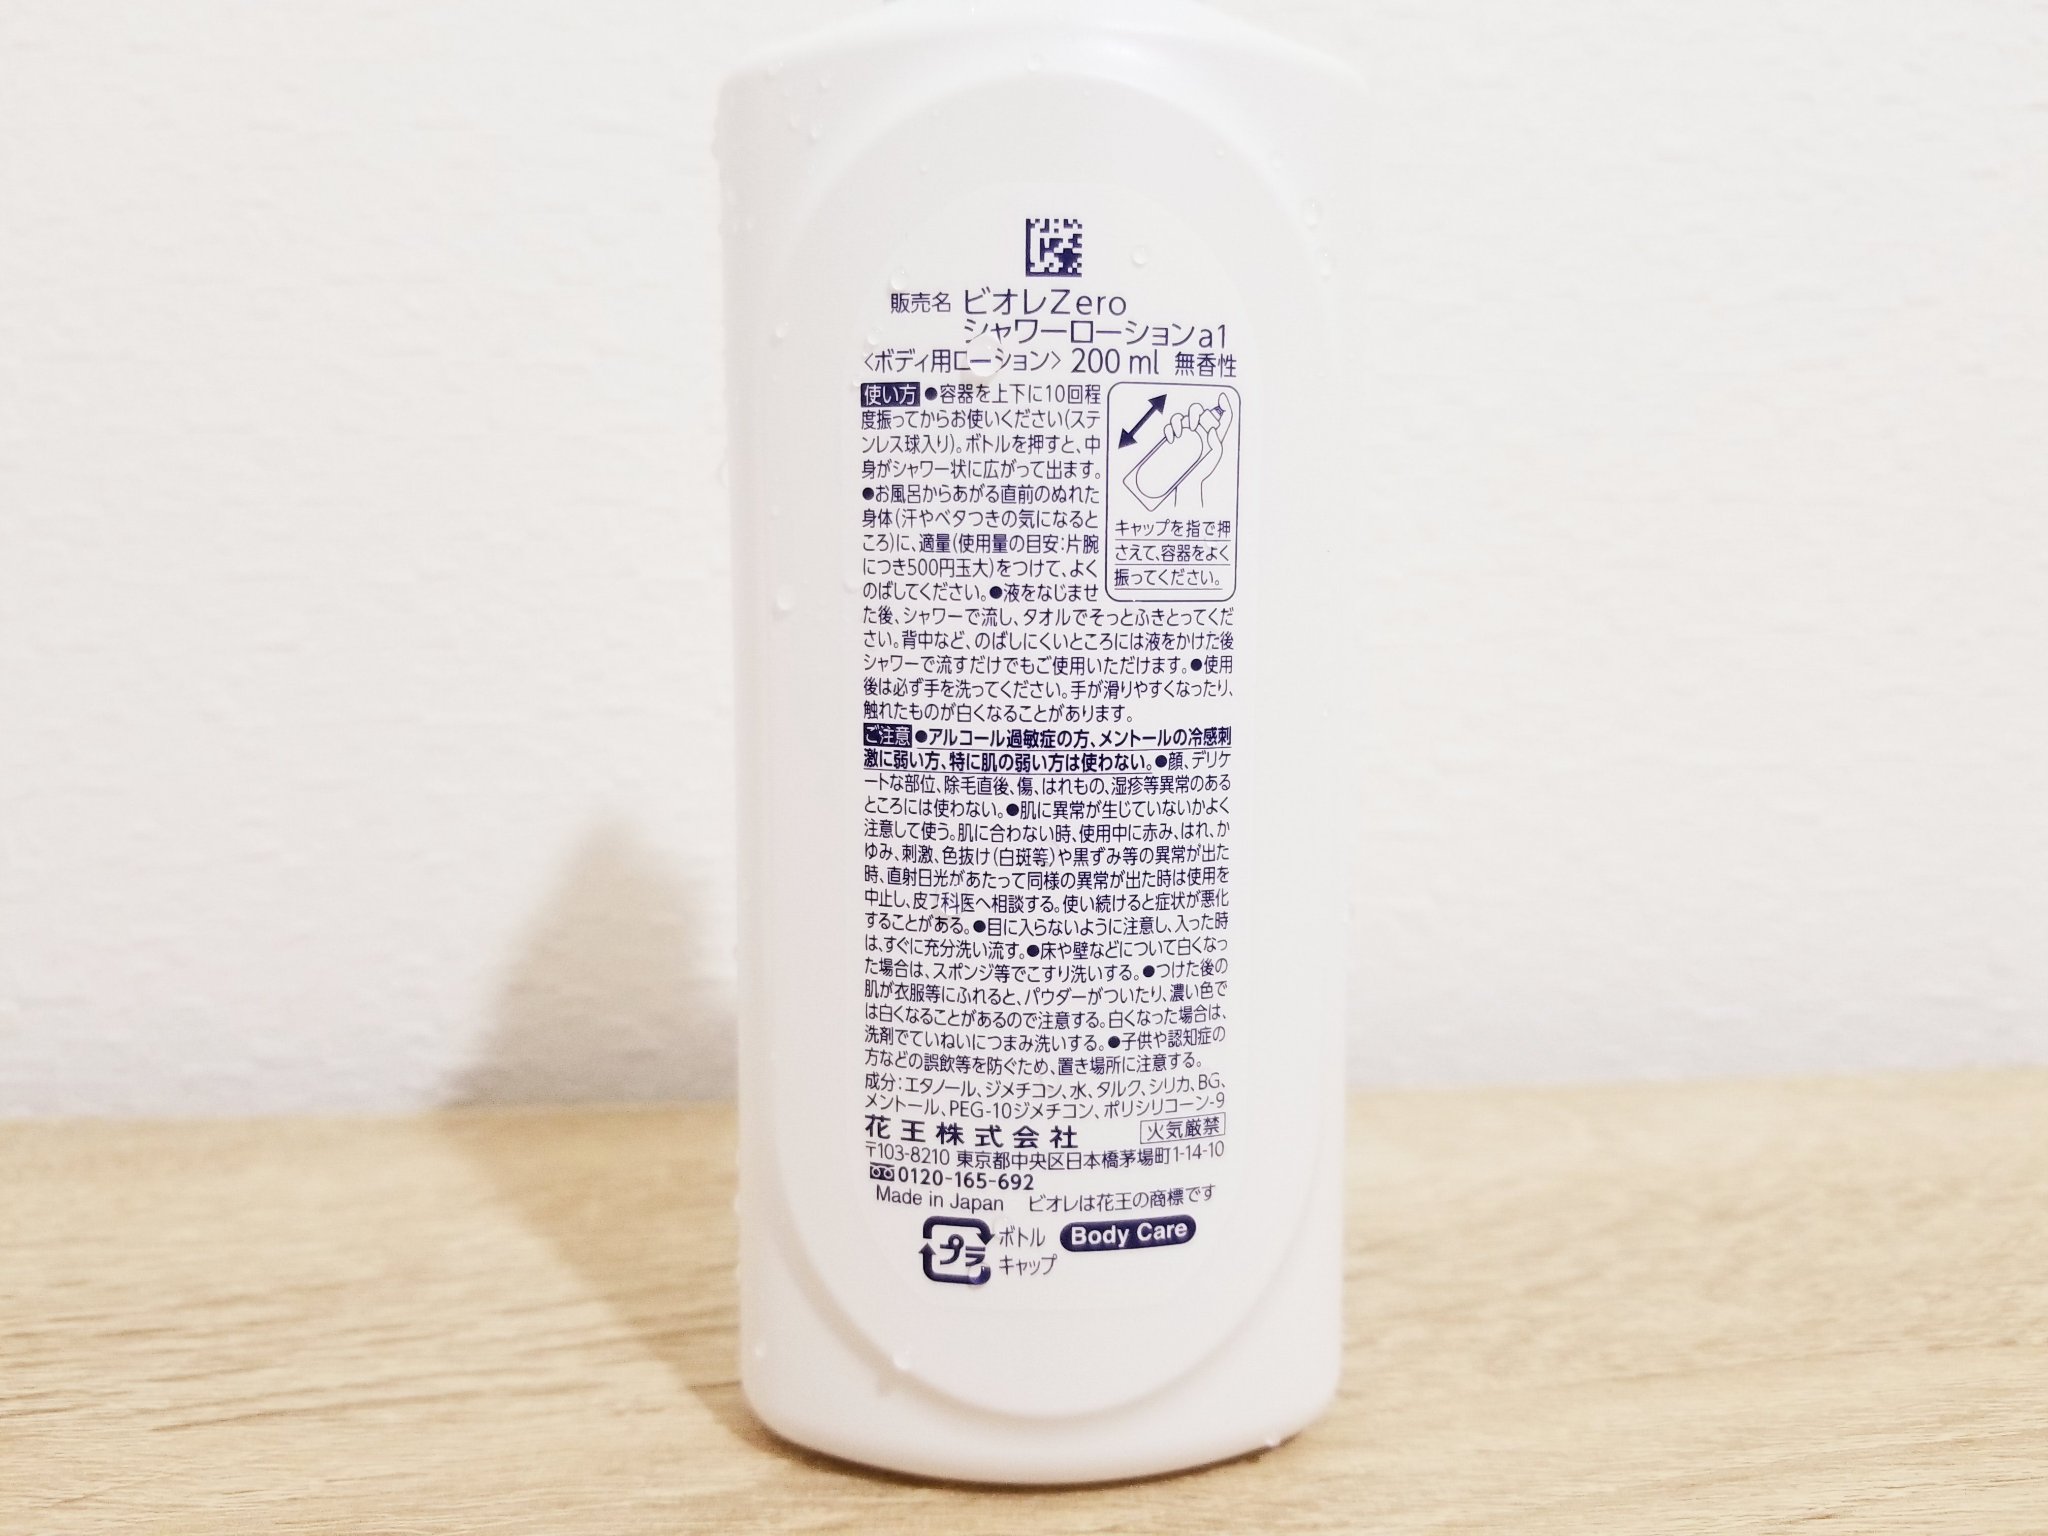 販売名 ビオレZero
シャワーローションa1
〈ボディ用ローション〉 200 ml 無香性
使い方 ●容器を上下に10回程
度振ってからお使いください(ステ
ンレス球入り)。ボトルを押すと、中
身がシャワー状に広がって出ます。
●お風呂からあがる直前のぬれた
身体(汗やベタつきの気になると
ころ)に、適量(使用量の目安:片腕
につき500円玉大)をつけて、よく
のばしてください。●液をなじませ
キャップを指で押
さえて、容器をよく
振ってください。
た後、シャワーで流し、タオルでそっとふきとってくだ
さい。背中など、のばしにくいところには液をかけた後
シャワーで流すだけでもご使用いただけます。●使用
後は必ず手を洗ってください。手が滑りやすくなったり、
触れたものが白くなることがあります。
ご注意 ●アルコール過敏症の方、メントールの冷感刺
激に弱い方、特に肌の弱い方は使わない。●顔、デリケ
ートな部位、除毛直後、傷、はれもの、湿疹等異常のある
ところには使わない。●肌に異常が生じていないかよく
注意して使う。肌に合わない時、使用中に赤み、はれ、か
ゆみ、刺激、色抜け(白斑等)や黒ずみ等の異常が出た
時、直射日光があたって同様の異常が出た時は使用を
中止し、皮フ科医へ相談する。使い続けると症状が悪化
することがある。●目に入らないように注意し、入った時
は、すぐに充分洗い流す。●床や壁などについて白くなっ
た場合は、スポンジ等でこすり洗いする。●つけた後の
肌が衣服等にふれると、パウダーがついたり、濃い色で
は白くなることがあるので注意する。白くなった場合は、
洗剤でていねいにつまみ洗いする。●子供や認知症の
方などの誤飲等を防ぐため、置き場所に注意する。
成分:エタノール、ジメチコン、水、タルク、シリカ、BG、
メントール、PEG-10ジメチコン、ポリシリコーン-9
花王株式会社 火気厳禁
〒103-8210 東京都中央区日本橋茅場町1-14-10
0120-165-692
Made in Japan ビオレは花王の商標です
プラ ボトル Body Care
キャップ